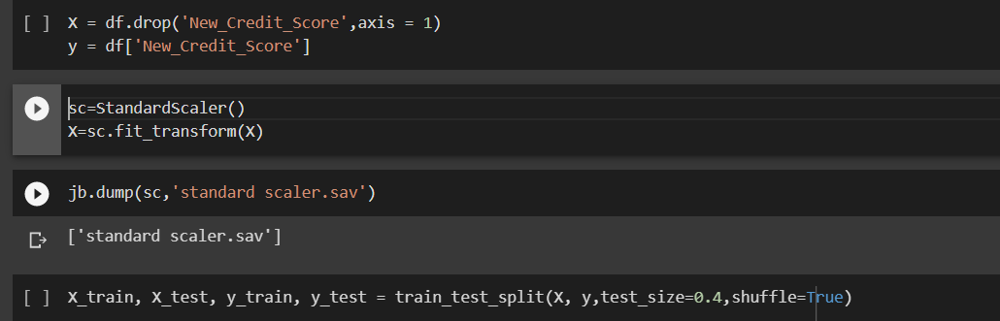 [ ] X = df.drop('New_Credit_Score',axis = 1)
y = df['New_Credit_Score']
sc=StandardScaler()
X=sc.fit_transform(X)
jb.dump(sc,'standard scaler.sav')
['standard scaler.sav']
[ ] X_train, X_test, y_train, y_test = train_test_split(X, y,test_size=0.4,shuffle=True)